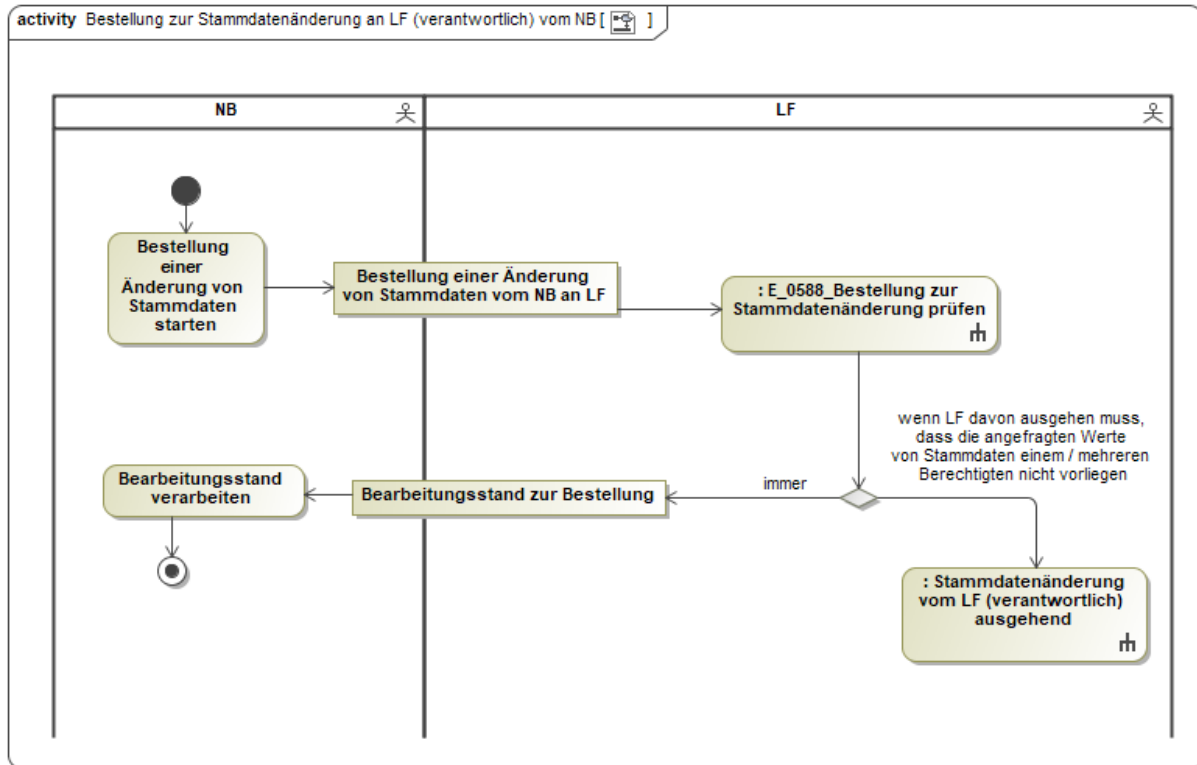 activity Bestellung zur Stammdatenänderung an LF (verantwortlich) vom NB [ ]
NB
LF
Bestellung
einer
Änderung von
Stammdaten
starten
Bestellung einer Änderung
von Stammdaten vom NB an LF
: E_0588_Bestellung zur
Stammdatenänderung prüfen
wenn LF davon ausgehen muss,
dass die angefragten Werte
von Stammdaten einem / mehreren
Berechtigten nicht vorliegen
Bearbeitungsstand
verarbeiten
Bearbeitungsstand zur Bestellung
immer
: Stammdatenänderung
vom LF (verantwortlich)
ausgehend